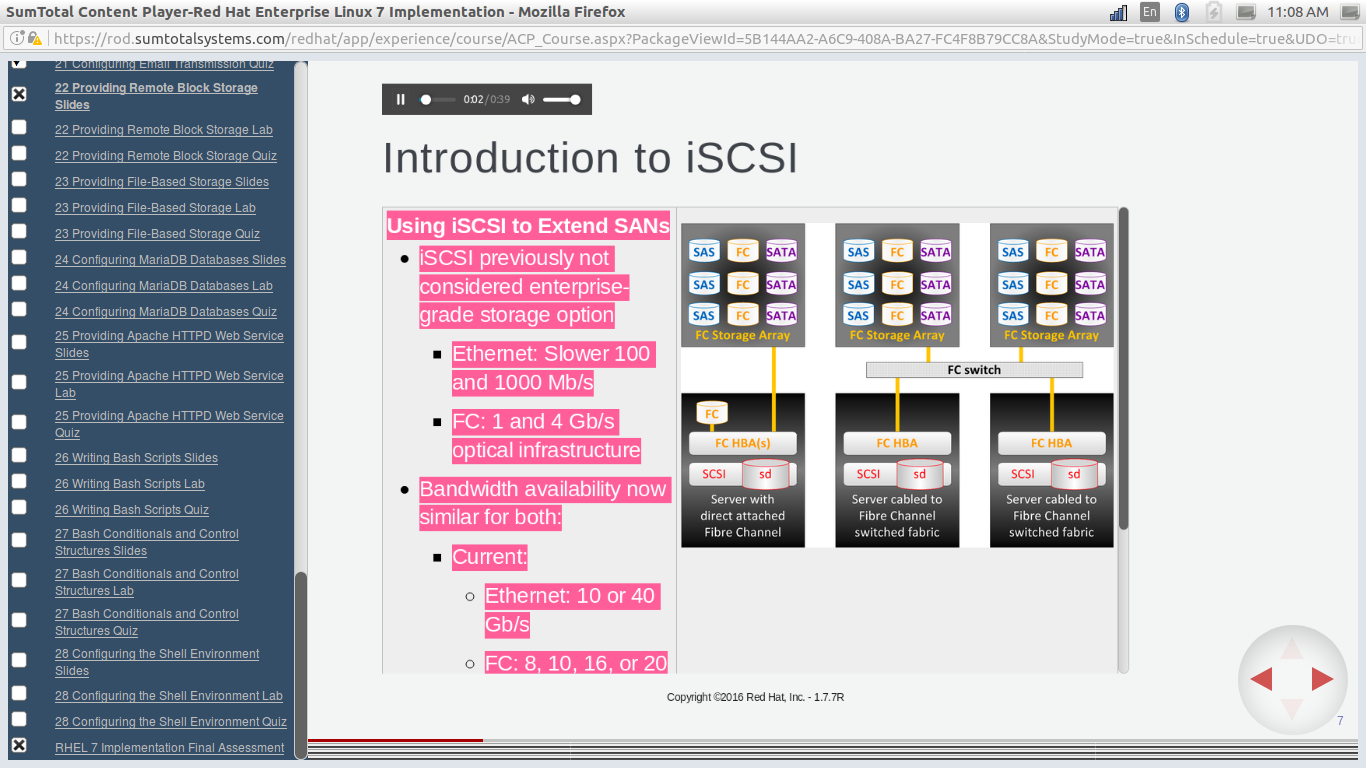 SumTotal Content Player-Red Hat Enterprise Linux 7 Implementation - Mozilla Firefox
En
11:08 AM
https://rod.sumtotalsystems.com/redhat/app/experience/course/ACP_Course.aspx?PackageViewId=5B144AA2-A6C9-408A-BA27-FC4F8B79CC8A&StudyMode=true&InSchedule=true&UDO=tru
21 Configuring Email Transmission Quiz
22 Providing Remote Block Storage
Slides
22 Providing Remote Block Storage Lab
22 Providing Remote Block Storage Quiz
23 Providing File-Based Storage Slides
23 Providing File-Based Storage Lab
23 Providing File-Based Storage Quiz
24 Configuring MariaDB Databases Slides
24 Configuring MariaDB Databases Lab
24 Configuring MariaDB Databases Quiz
25 Providing Apache HTTPD Web Service
Slides
25 Providing Apache HTTPD Web Service
Lab
25 Providing Apache HTTPD Web Service
Quiz
26 Writing Bash Scripts Slides
26 Writing Bash Scripts Lab
26 Writing Bash Scripts Quiz
27 Bash Conditionals and Control
Structures Slides
27 Bash Conditionals and Control
Structures Lab
27 Bash Conditionals and Control
Structures Quiz
28 Configuring the Shell Environment
Slides
28 Configuring the Shell Environment Lab
28 Configuring the Shell Environment Quiz
RHEL 7 Implementation Final Assessment
0:02/0:39
Introduction to iSCSI
Using iSCSI to Extend SANs
iSCSI previously not
considered enterprise-
grade storage option
Ethernet: Slower 100
and 1000 Mb/s
FC: 1 and 4 Gb/s
optical infrastructure
Bandwidth availability now
similar for both:
Current:
Ethernet: 10 or 40
Gb/s
FC: 8, 10, 16, or 20
SAS FC SATA SAS FC SATA SAS FC SATA
SAS FC SATA SAS FC SATA SAS FC SATA
SAS FC SATA SAS FC SATA SAS FC SATA
FC Storage Array FC Storage Array FC Storage Array
FC switch
FC
FC HBA(s) FC HBA FC HBA
SCSI sd SCSI sd SCSI sd
Server with
direct attached
Fibre Channel
Server cabled to
Fibre Channel
switched fabric
Server cabled to
Fibre Channel
switched fabric
Copyright ©2016 Red Hat, Inc. - 1.7.7R
7